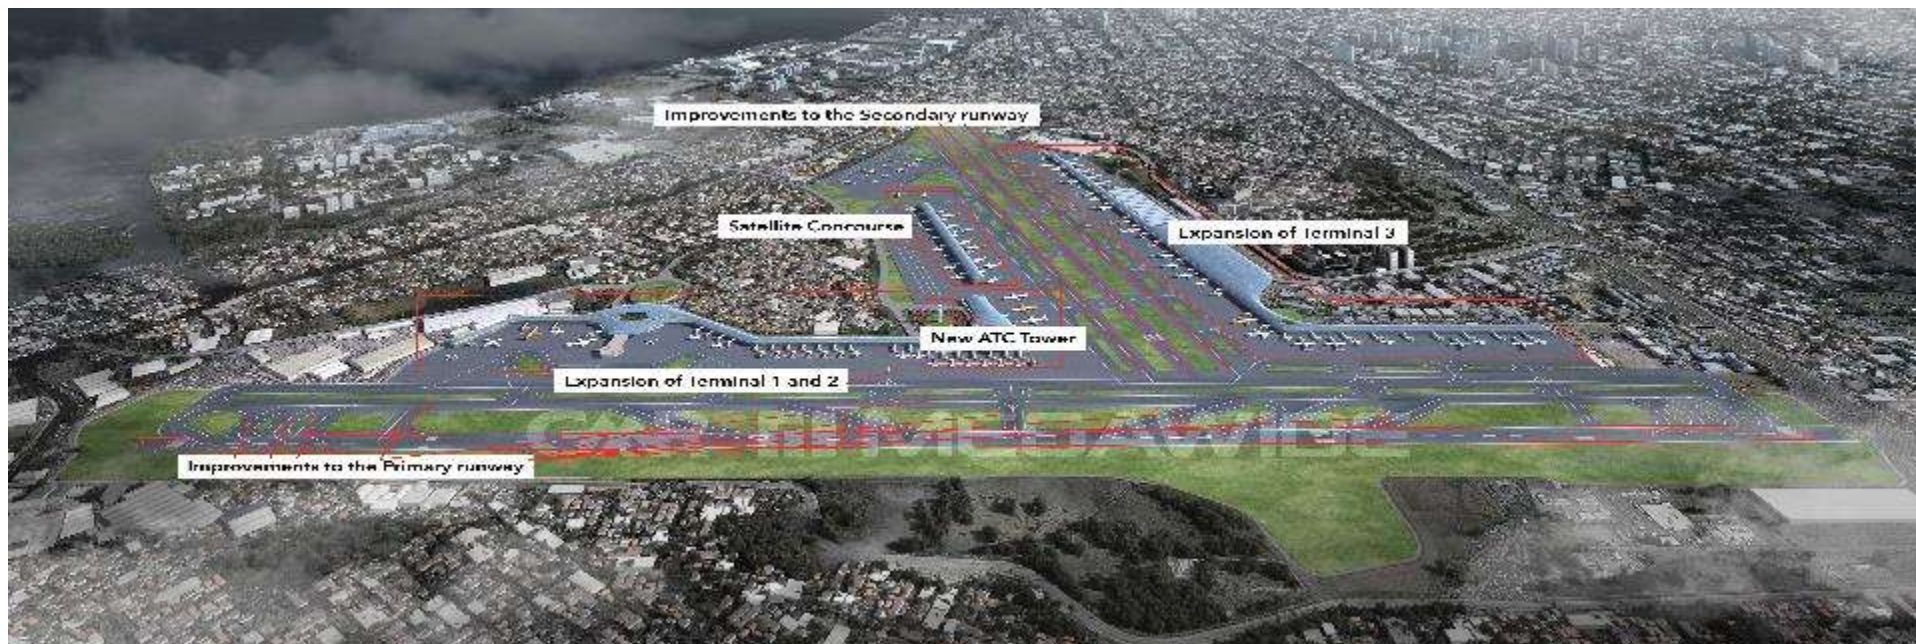 Improvements to the Secondary runway
Satellite Concourse
Expansion of Terminal 3
New ATC Tower
Expansion of Terminal 1 and 2
MEGAWIDE
Improvements to the Primary runway